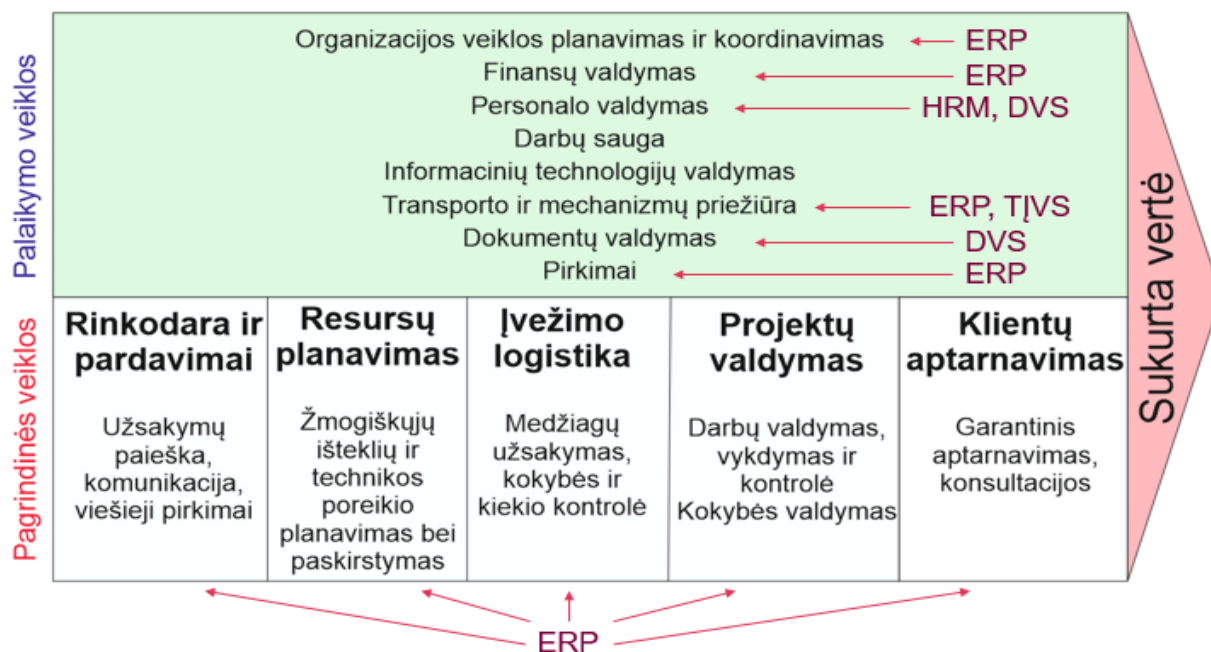 Palaikymo veiklos
Organizacijos veiklos planavimas ir koordinavimas ERP
Finansų valdymas ERP
Personalo valdymas HRM, DVS
Darbų sauga
Informacinių technologijų valdymas
Transporto ir mechanizmų priežiūra ERP, TĮVS
Dokumentų valdymas DVS
Pirkimai ERP
Pagrindinės veiklos
Rinkodara ir
pardavimai
Užsakymų
paieška,
komunikacija,
viešieji pirkimai
Resursų
planavimas
Žmogiškųjų
išteklių ir
technikos
poreikio
planavimas bei
paskirstymas
Įvežimo
logistika
Medžiagų
užsakymas,
kokybės ir
kiekio kontrolė
Projektų
valdymas
Darbų valdymas,
vykdymas ir
kontrolė
Kokybės valdymas
Klientų
aptarnavimas
Garantinis
aptarnavimas,
konsultacijos
Sukurta vertė
ERP